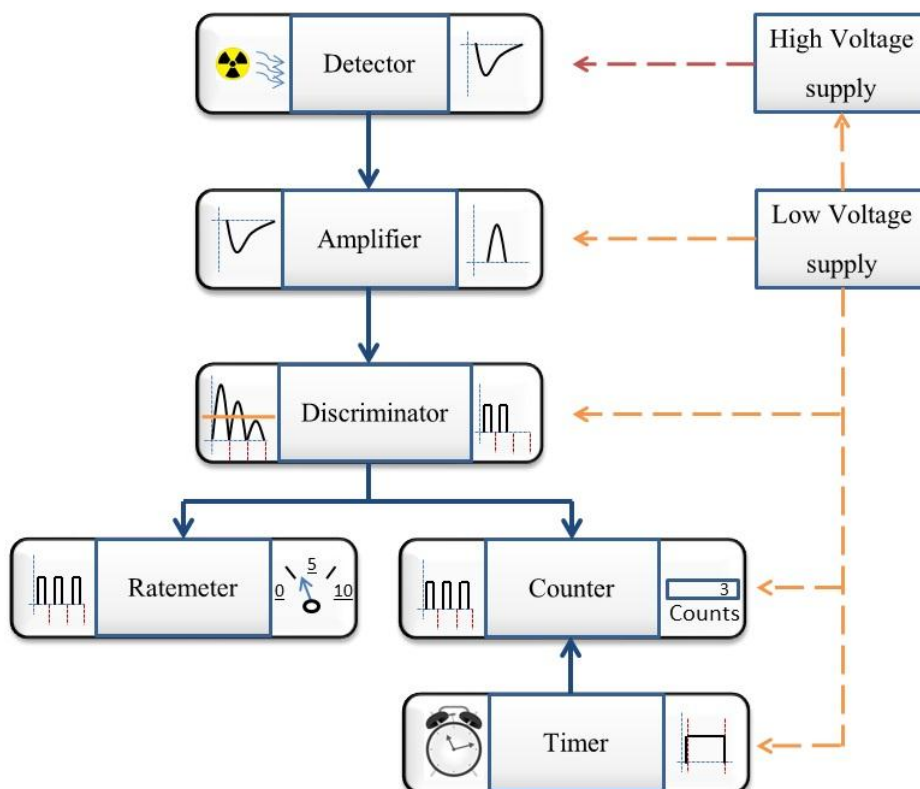 Detector
High Voltage
supply
Amplifier
Low Voltage
supply
Discriminator
Ratemeter
0
5
10
Counter
3
Counts
Timer